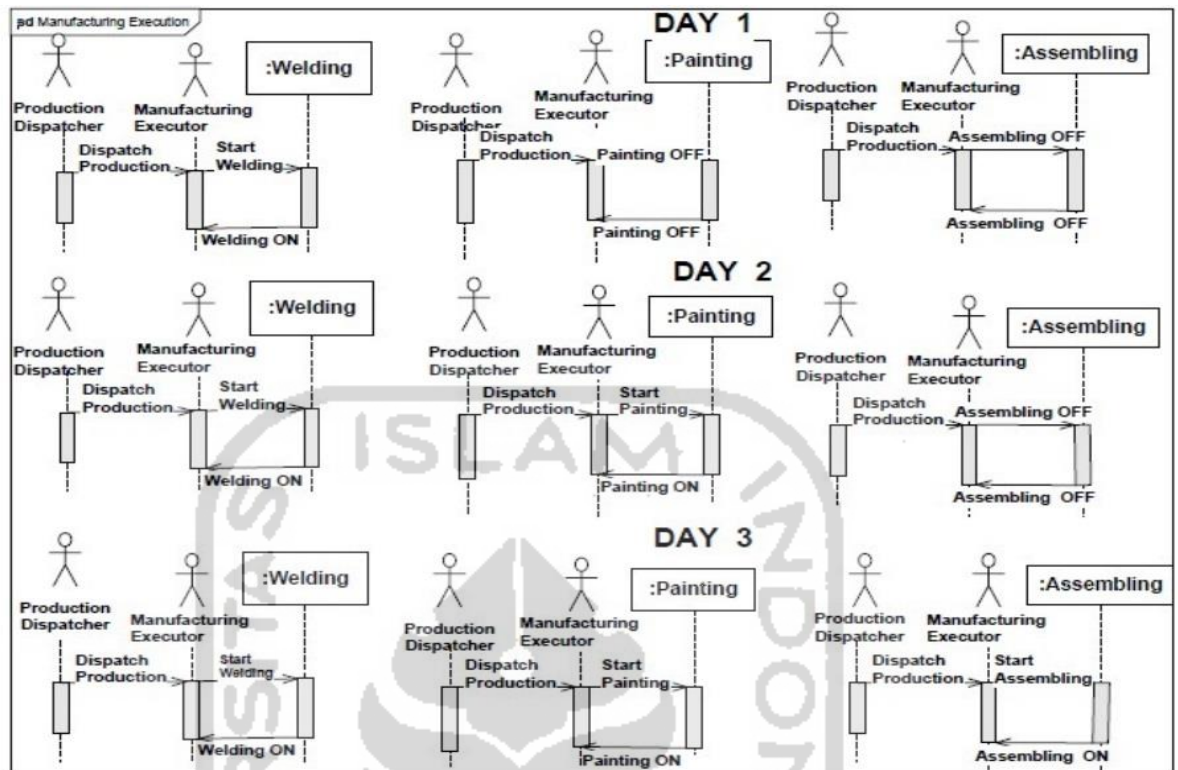 sd Manufacturing Execution
DAY 1
:Welding
Production
Dispatcher
Manufacturing
Executor
Dispatch
Production
Start
Welding
Welding ON
:Painting
Production
Dispatcher
Manufacturing
Executor
Dispatch
Production
Painting OFF
Painting OFF
:Assembling
Production
Dispatcher
Manufacturing
Executor
Dispatch
Production
Assembling OFF
Assembling OFF
DAY 2
:Welding
Production
Dispatcher
Manufacturing
Executor
Dispatch
Production
Start
Welding
Welding ON
:Painting
Production
Dispatcher
Manufacturing
Executor
Dispatch
Production
Start
Painting
Painting ON
:Assembling
Production
Dispatcher
Manufacturing
Executor
Dispatch
Production
Assembling OFF
Assembling OFF
DAY 3
:Welding
Production
Dispatcher
Manufacturing
Executor
Dispatch
Production
Start
Welding
Welding ON
:Painting
Production
Dispatcher
Manufacturing
Executor
Dispatch
Production
Start
Painting
Painting ON
:Assembling
Production
Dispatcher
Manufacturing
Executor
Dispatch
Production
Start
Assembling
Assembling ON
ISLAM